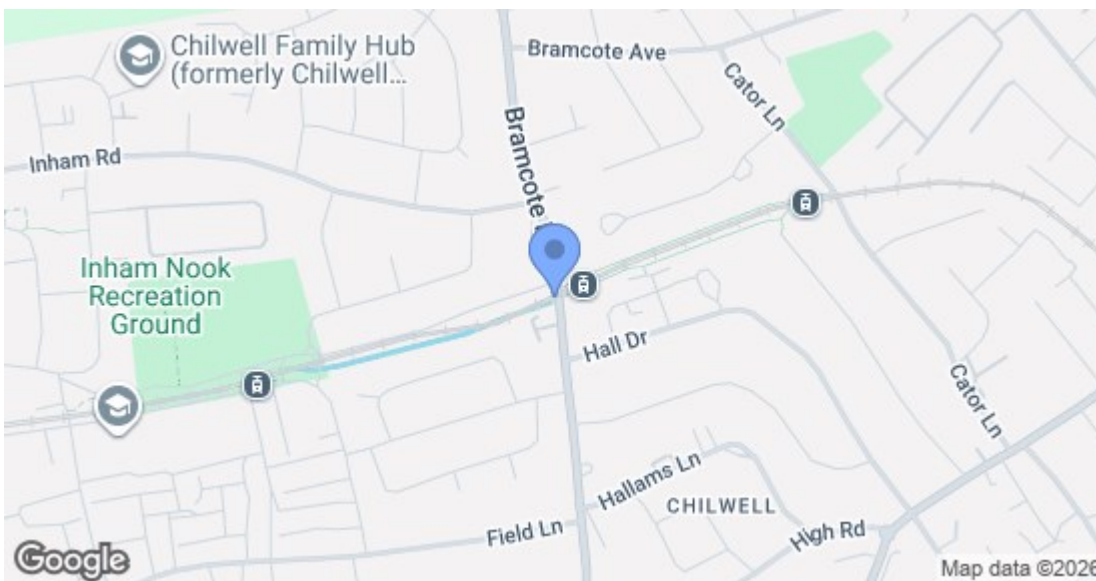 Chilwell Family Hub
(formerly Chilwell...
Bramcote Ave
Cator Ln
Inham Rd
Bramcote
Inham Nook
Recreation
Ground
Hall Dr
Cator Ln
Hallams Ln
CHILWELL
Field Ln
High Rd
Google
Map data ©2026